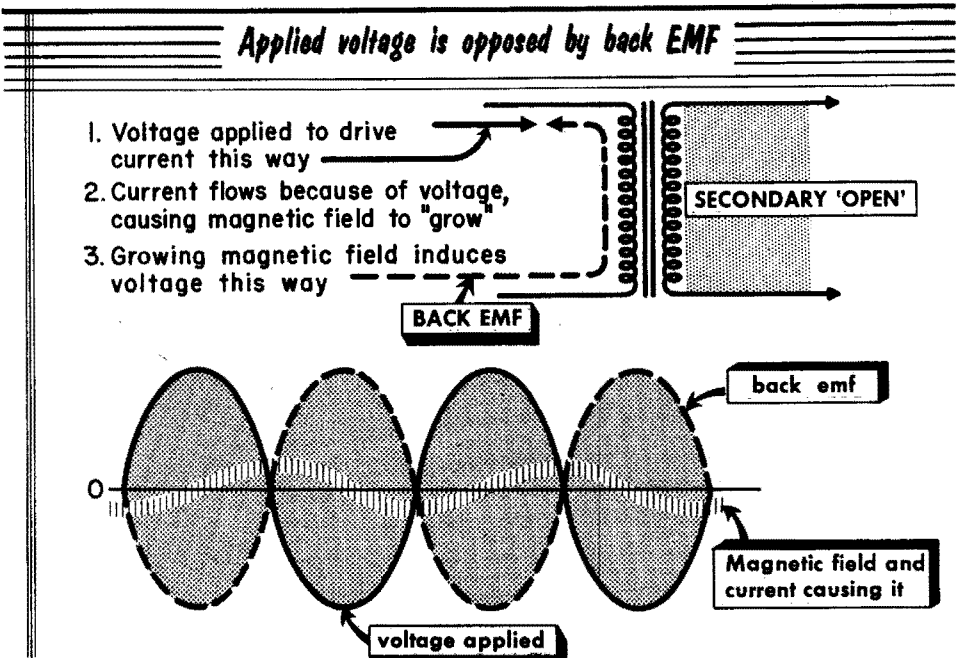 Applied voltage is opposed by back EMF
1. Voltage applied to drive
current this way
2. Current flows because of voltage,
causing magnetic field to "grow"
3. Growing magnetic field induces
voltage this way
BACK EMF
SECONDARY 'OPEN'
back emf
0
Magnetic field and
current causing it
voltage applied